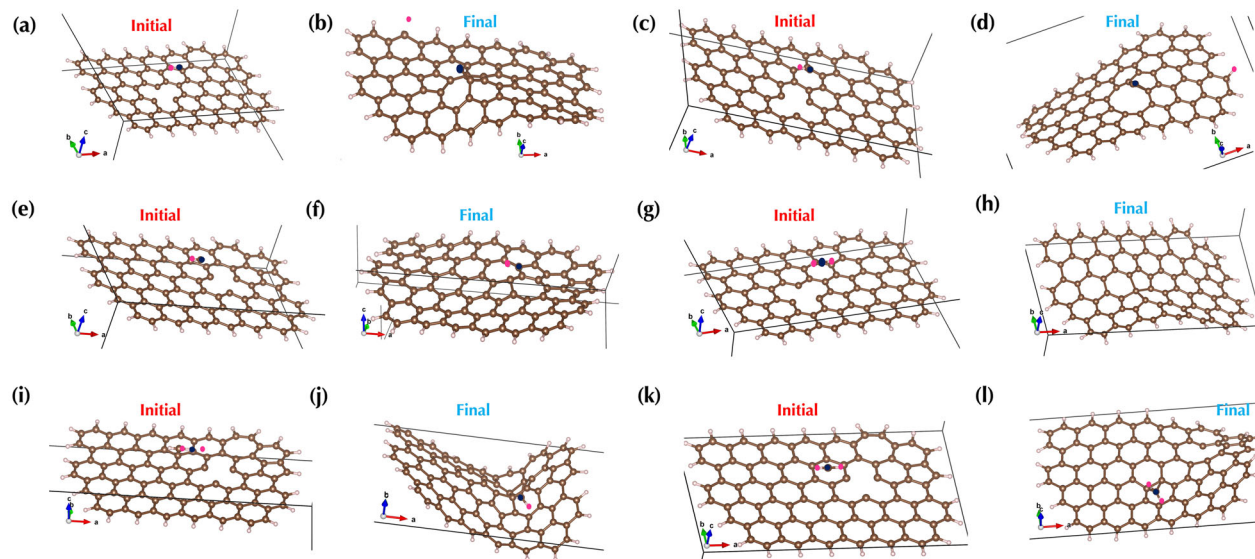 (a) Initial
(b) Final
(c) Initial
(d) Final
b c a
c b a
b c a
b c a
(e) Initial
(f) Final
(g) Initial
(h) Final
b c a
c b a
b c a
b c a
(i) Initial
(j) Final
(k) Initial
(l) Final
c b a
b a
b c a
b c a